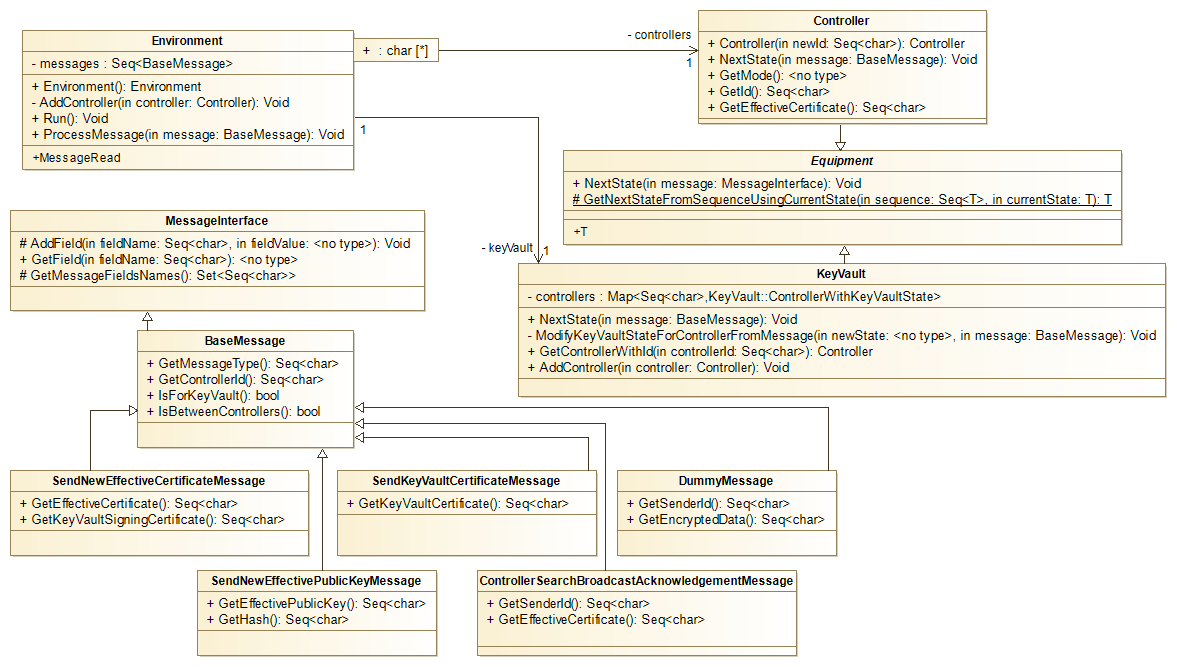 Environment
- messages : Seq<BaseMessage>
+ Environment(): Environment
- AddController(in controller: Controller): Void
+ Run(): Void
+ ProcessMessage(in message: BaseMessage): Void
+MessageRead
+ : char [*]
- controllers
1
Controller
+ Controller(in newId: Seq<char>): Controller
+ NextState(in message: BaseMessage): Void
+ GetMode(): <no type>
+ GetId(): Seq<char>
+ GetEffectiveCertificate(): Seq<char>
1
Equipment
+ NextState(in message: MessageInterface): Void
# GetNextStateFromSequenceUsingCurrentState(in sequence: Seq<T>, in currentState: T): T
+T
MessageInterface
# AddField(in fieldName: Seq<char>, in fieldValue: <no type>): Void
+ GetField(in fieldName: Seq<char>): <no type>
# GetMessageFieldsNames(): Set<Seq<char>>
- keyVault
1
KeyVault
- controllers : Map<Seq<char>,KeyVault::ControllerWithKeyVaultState>
+ NextState(in message: BaseMessage): Void
- ModifyKeyVaultStateForControllerFromMessage(in newState: <no type>, in message: BaseMessage): Void
+ GetControllerWithId(in controllerId: Seq<char>): Controller
+ AddController(in controller: Controller): Void
BaseMessage
+ GetMessageType(): Seq<char>
+ GetControllerId(): Seq<char>
+ IsForKeyVault(): bool
+ IsBetweenControllers(): bool
SendNewEffectiveCertificateMessage
+ GetEffectiveCertificate(): Seq<char>
+ GetKeyVaultSigningCertificate(): Seq<char>
SendKeyVaultCertificateMessage
+ GetKeyVaultCertificate(): Seq<char>
DummyMessage
+ GetSenderId(): Seq<char>
+ GetEncryptedData(): Seq<char>
SendNewEffectivePublicKeyMessage
+ GetEffectivePublicKey(): Seq<char>
+ GetHash(): Seq<char>
ControllerSearchBroadcastAcknowledgementMessage
+ GetSenderId(): Seq<char>
+ GetEffectiveCertificate(): Seq<char>